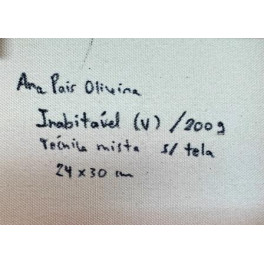 Ana Pais Oliveira
Inabitável (V) / 2009
Técnica mista s/ tela
24 x 30 cm